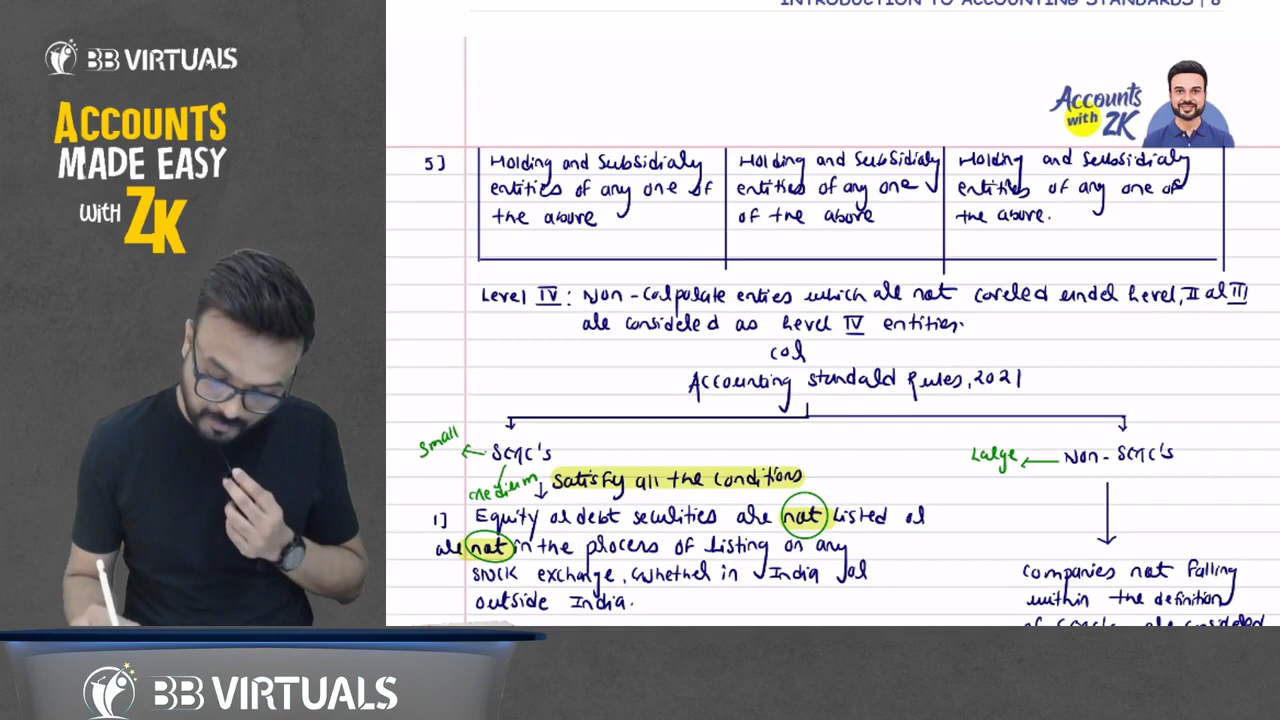 INTRODUCTION TO ACCOUNTING STANDARDS | 8
BB VIRTUALS
ACCOUNTS
MADE EASY
WITH ZK
Accounts
with ZK
5]
Holding and Subsidiary
entities of any one of
the above
Holding and Subsidiary
entities of any one
of the above
Holding and Subsidiary
entities of any one of
the above.
Level IV : Non-Corporate enties which are not covered under Level, II or III
are considered as Level IV entities.
Accounting Standard Rules, 2021
Small
SMC's
medium
Satisfy all the conditions
Large
Non-SMC's
1] Equity or debt securities are not Listed or
are not in the process of Listing on any
stock exchange, whether in India or
outside India.
Companies not falling
within the definition
of SMC's are considered
BB VIRTUALS